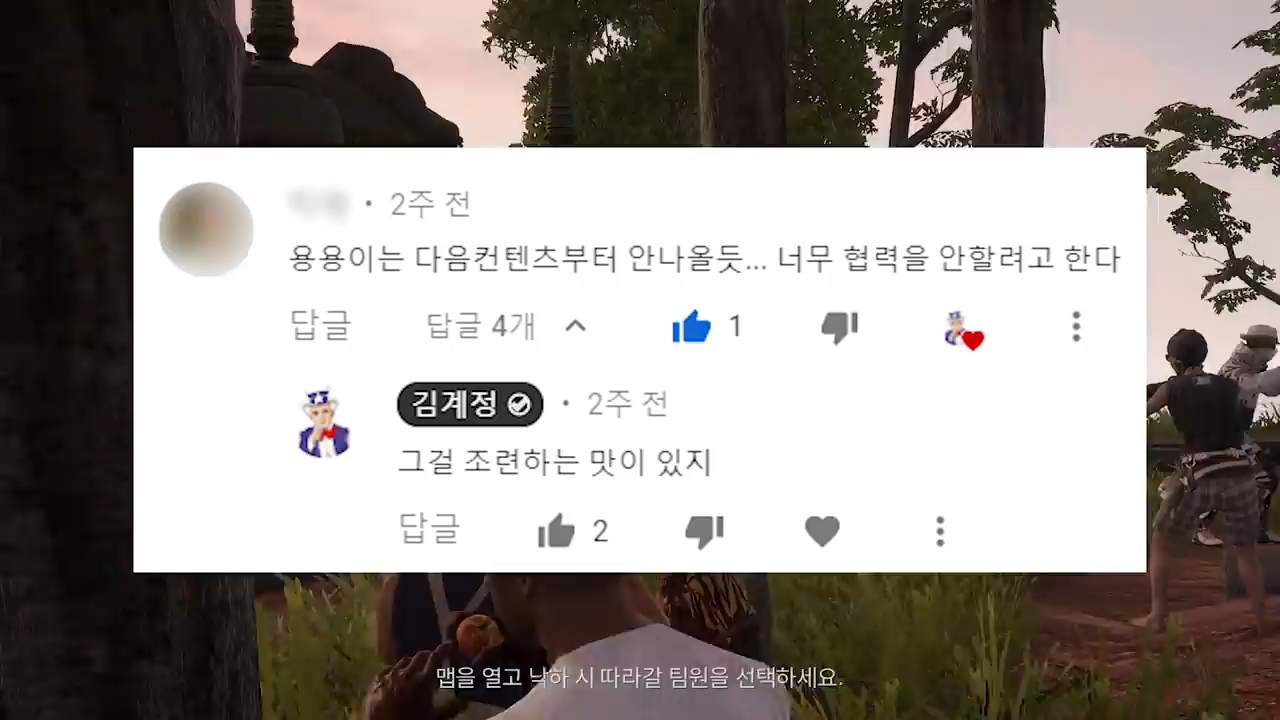 • 2주 전
용용이는 다음컨텐츠부터 안나올듯... 너무 협력을 안할려고 한다
답글 답글 4개 1
김계정 • 2주 전
그걸 조련하는 맛이 있지
답글 2
맵을 열고 낙하 시 따라갈 팀원을 선택하세요.